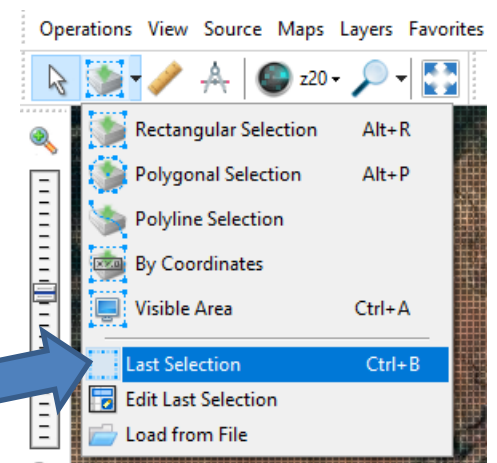 Operations View Source Maps Layers Favorites
z20
Rectangular Selection Alt+R
Polygonal Selection Alt+P
Polyline Selection
By Coordinates
Visible Area Ctrl+A
Last Selection Ctrl+B
Edit Last Selection
Load from File